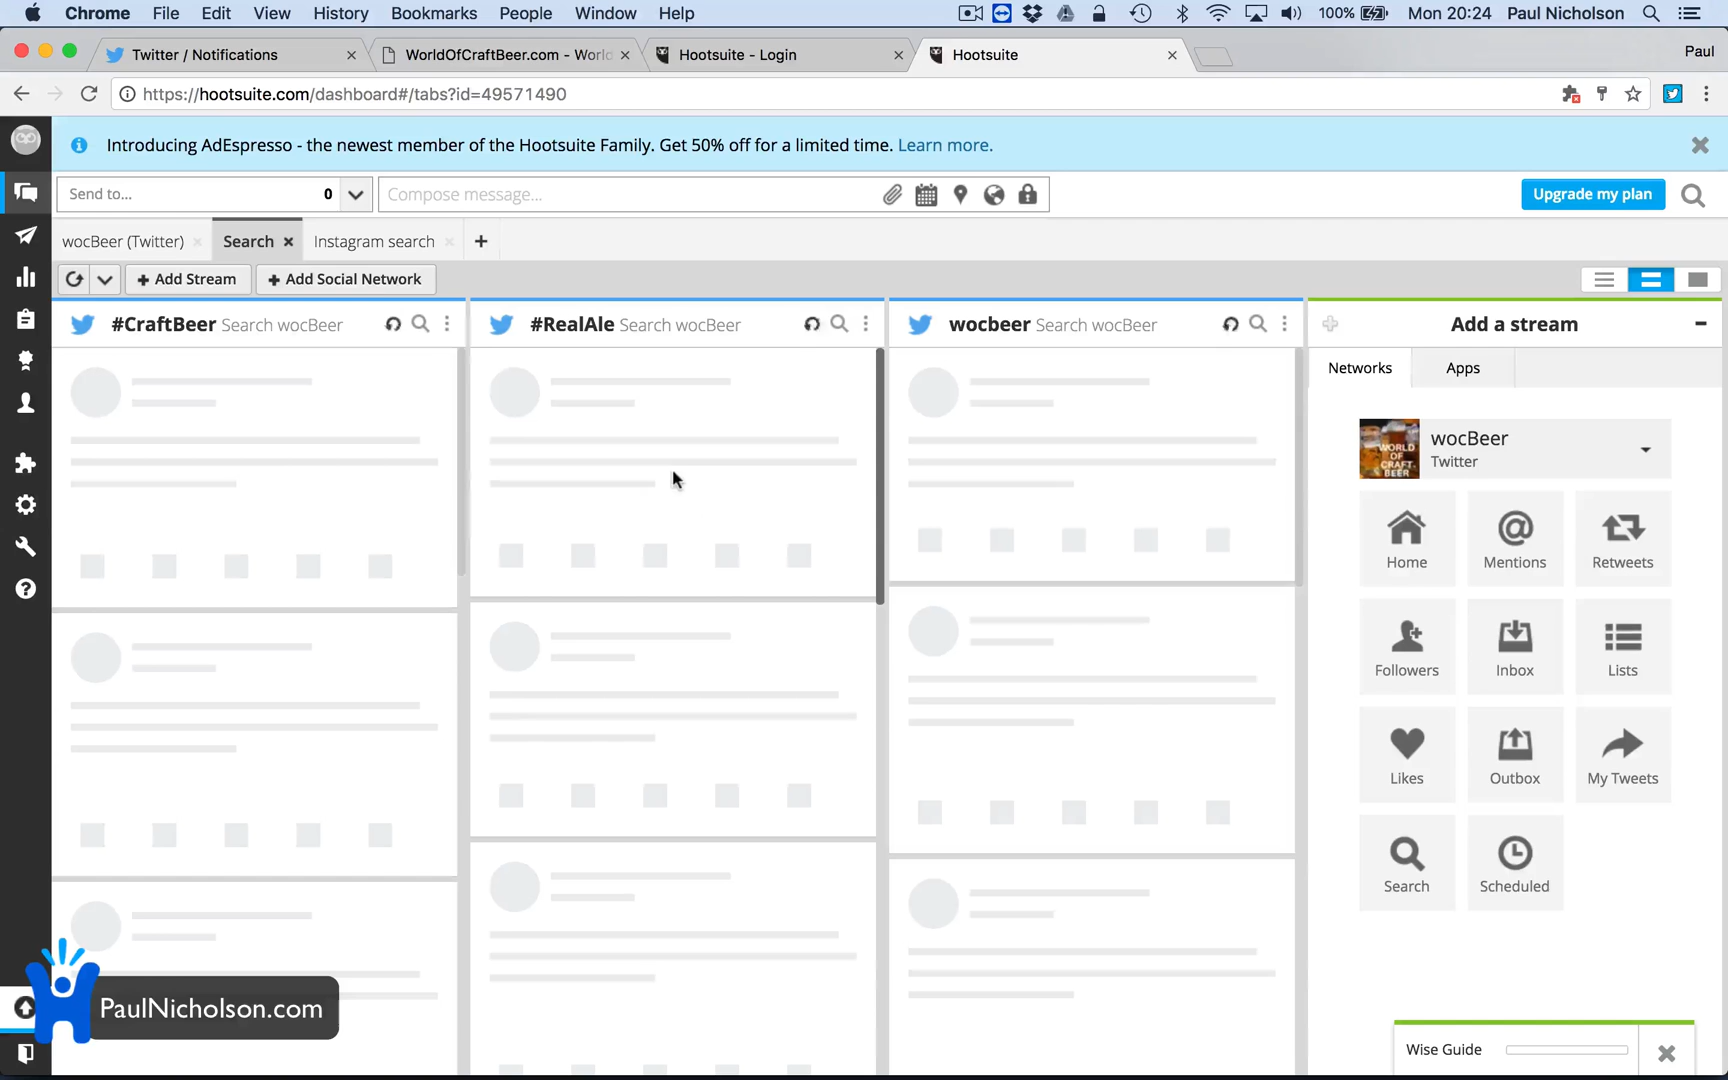 Chrome File Edit View History Bookmarks People Window Help 100% Mon 20:24 Paul Nicholson
Twitter / Notifications WorldOfCraftBeer.com - World Hootsuite - Login Hootsuite Paul
https://hootsuite.com/dashboard#/tabs?id=49571490
Introducing AdEspresso - the newest member of the Hootsuite Family. Get 50% off for a limited time. Learn more.
Send to... 0 Compose message... Upgrade my plan
wocBeer (Twitter) Search Instagram search
Add Stream Add Social Network
#CraftBeer Search wocBeer #RealAle Search wocBeer wocbeer Search wocBeer Add a stream
Networks Apps
WORLD OF CRAFT BEER
wocBeer
Twitter
Home Mentions Retweets
Followers Inbox Lists
Likes Outbox My Tweets
Search Scheduled
PaulNicholson.com
Wise Guide